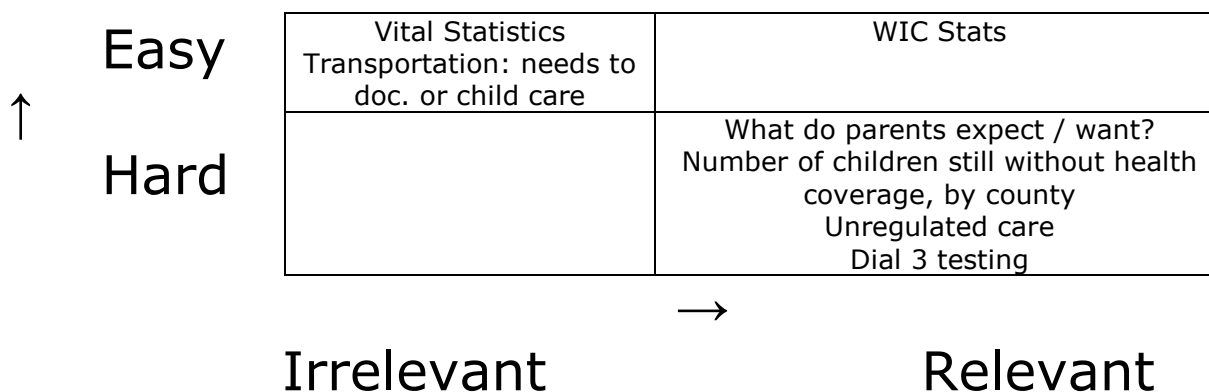 Easy
Vital Statistics
Transportation: needs to
doc. or child care
WIC Stats
↑
Hard
What do parents expect / want?
Number of children still without health
coverage, by county
Unregulated care
Dial 3 testing
→
Irrelevant
Relevant